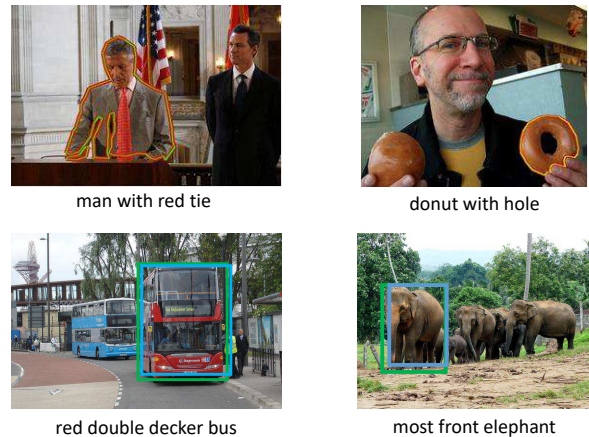 man with red tie
donut with hole
red double decker bus
most front elephant